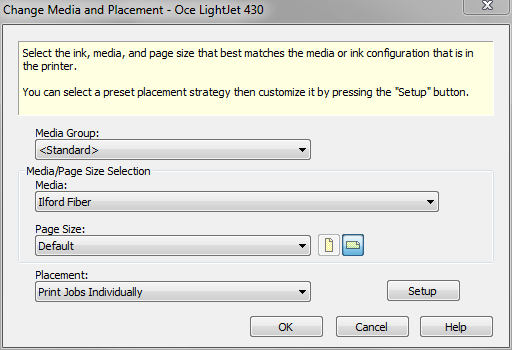 Change Media and Placement - Oce LightJet 430
Select the ink, media, and page size that best matches the media or ink configuration that is in
the printer.
You can select a preset placement strategy then customize it by pressing the "Setup" button.
Media Group:
<Standard>
Media/Page Size Selection
Media:
Ilford Fiber
Page Size:
Default
Placement:
Print Jobs Individually
Setup
OK
Cancel
Help